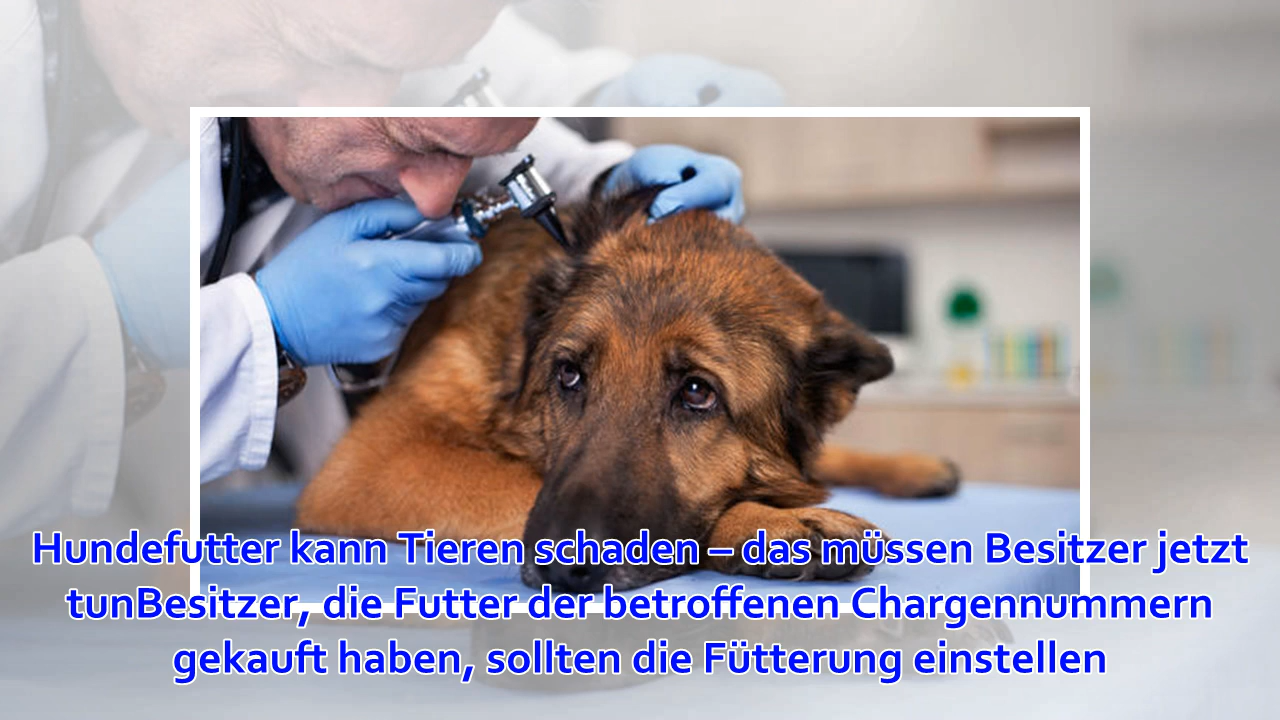 Hundefutter kann Tieren schaden – das müssen Besitzer jetzt
tunBesitzer, die Futter der betroffenen Chargennummern
gekauft haben, sollten die Fütterung einstellen